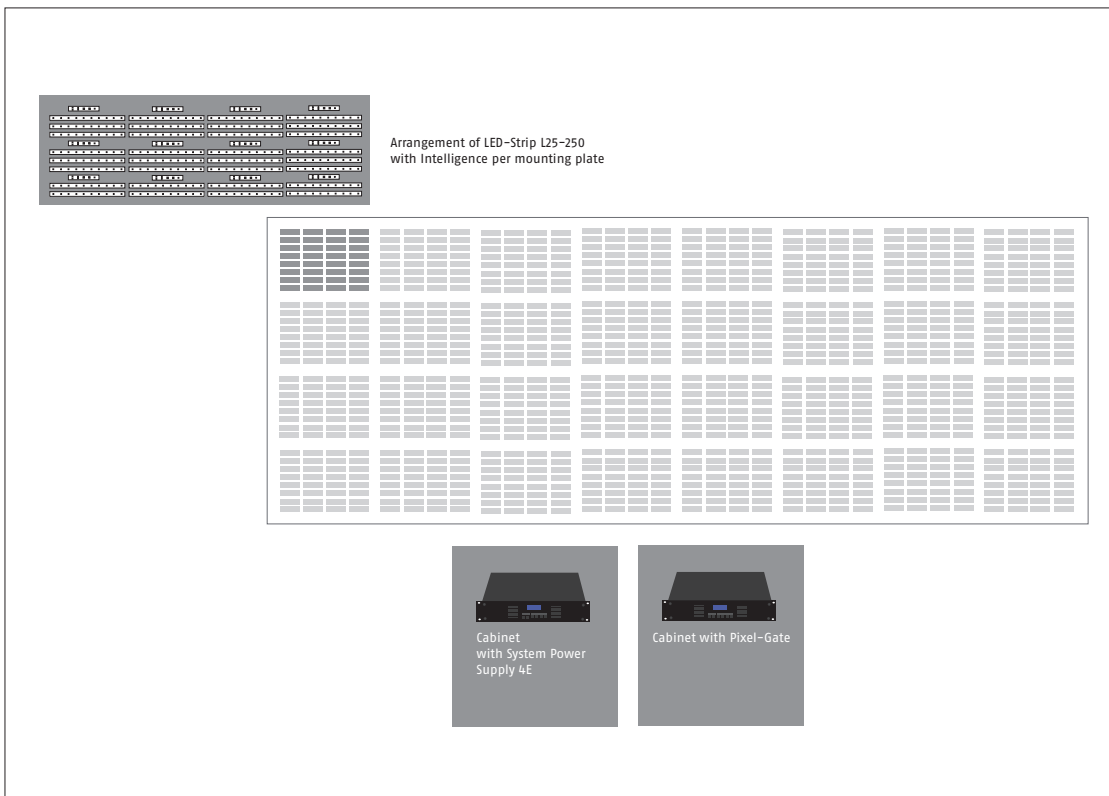 Arrangement of LED-Strip L25-250
with Intelligence per mounting plate
Cabinet
with System Power
Supply 4E
Cabinet with Pixel-Gate